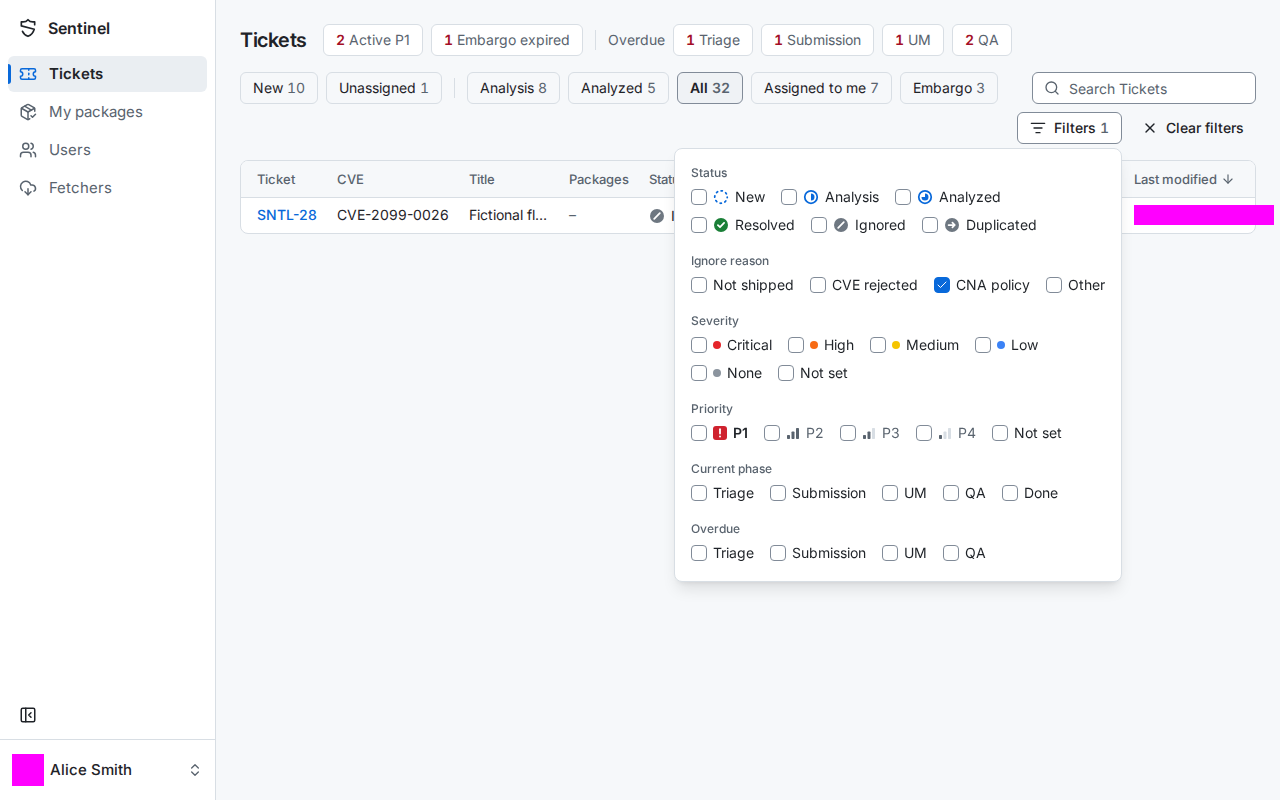 Sentinel
Tickets
My packages
Users
Fetchers
Alice Smith
Tickets
2 Active P1
1 Embargo expired
Overdue
1 Triage
1 Submission
1 UM
2 QA
New 10
Unassigned 1
Analysis 8
Analyzed 5
All 32
Assigned to me 7
Embargo 3
Search Tickets
Filters 1
Clear filters
Ticket CVE Title Packages Last modified
SNTL-28 CVE-2099-0026 Fictional fl... –
Status
New Analysis Analyzed
Resolved Ignored Duplicated
Ignore reason
Not shipped CVE rejected CNA policy Other
Severity
Critical High Medium Low
None Not set
Priority
P1 P2 P3 P4 Not set
Current phase
Triage Submission UM QA Done
Overdue
Triage Submission UM QA